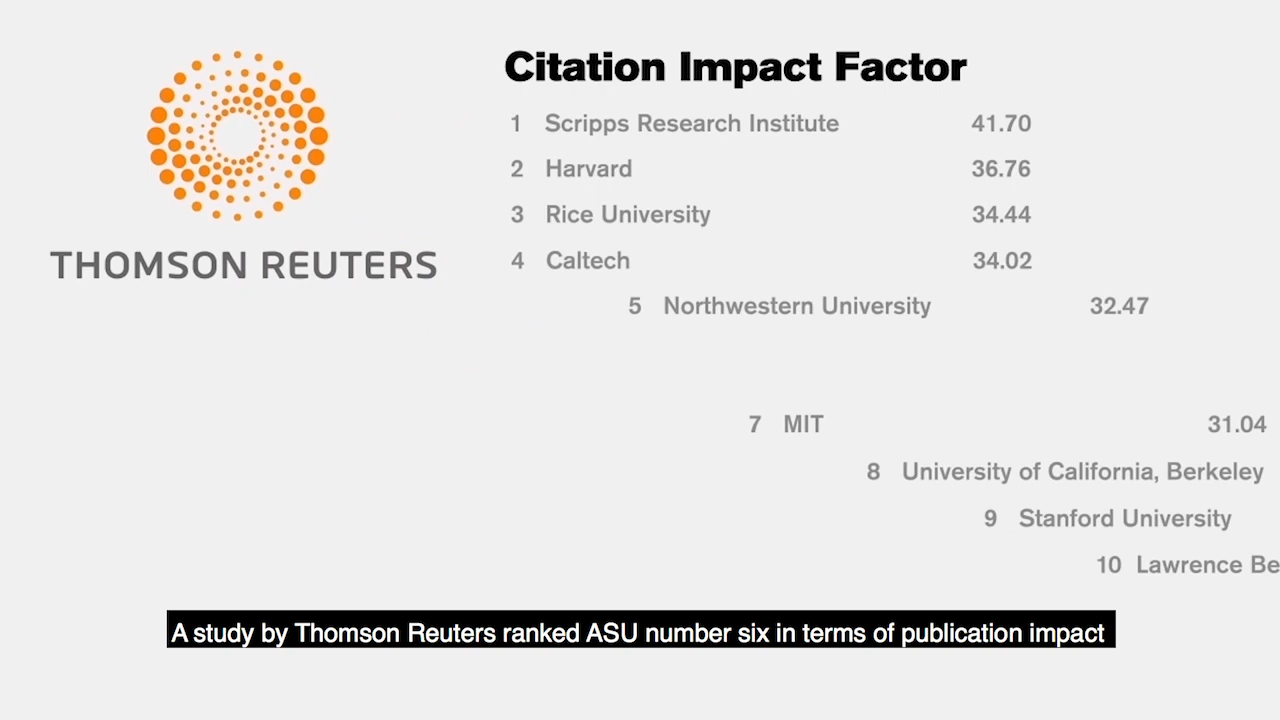 THOMSON REUTERS
Citation Impact Factor
1 Scripps Research Institute 41.70
2 Harvard 36.76
3 Rice University 34.44
4 Caltech 34.02
5 Northwestern University 32.47
7 MIT 31.04
8 University of California, Berkeley
9 Stanford University
10 Lawrence Be
A study by Thomson Reuters ranked ASU number six in terms of publication impact